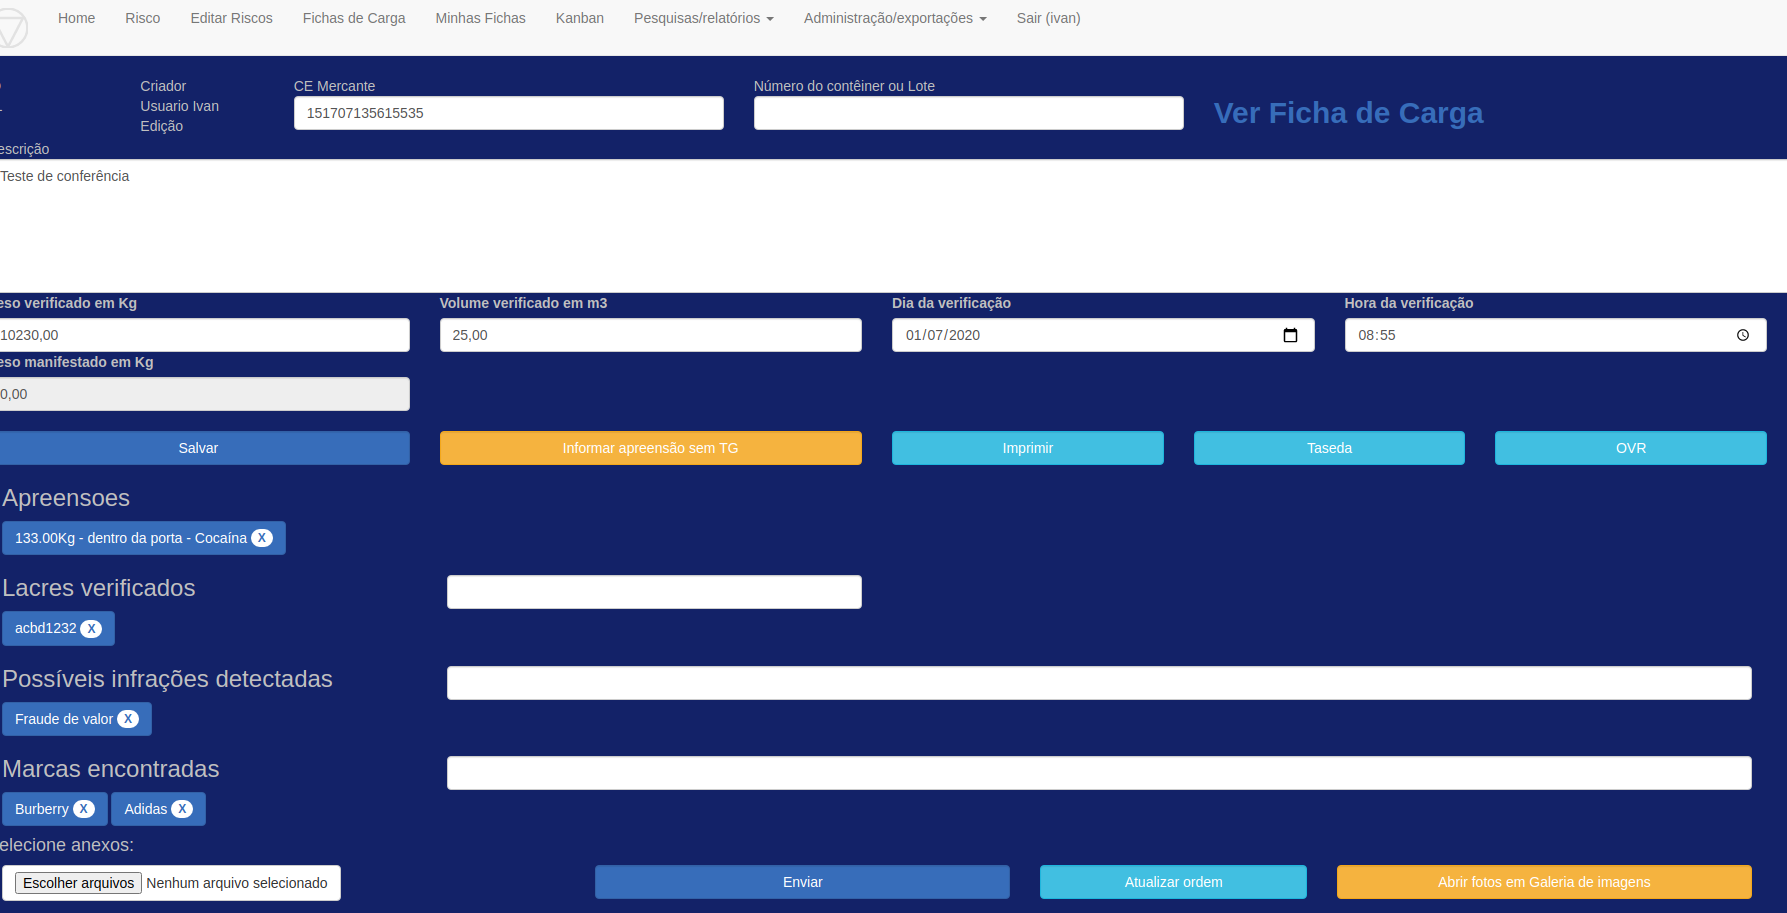 Home Risco Editar Riscos Fichas de Carga Minhas Fichas Kanban Pesquisas/relatórios Administração/exportações Sair (ivan)
Criador CE Mercante Número do contêiner ou Lote
Usuario Ivan 151707135615535 Ver Ficha de Carga
Edição
escrição
Teste de conferência
eso verificado em Kg Volume verificado em m3 Dia da verificação Hora da verificação
10230,00 25,00 01/07/2020 08:55
eso manifestado em Kg
0,00
Salvar Informar apreensão sem TG Imprimir Taseda OVR
Apreensoes
133.00Kg - dentro da porta - Cocaína X
Lacres verificados
acbd1232 X
Possíveis infrações detectadas
Fraude de valor X
Marcas encontradas
Burberry X Adidas X
elecione anexos:
Escolher arquivos Nenhum arquivo selecionado Enviar Atualizar ordem Abrir fotos em Galeria de imagens